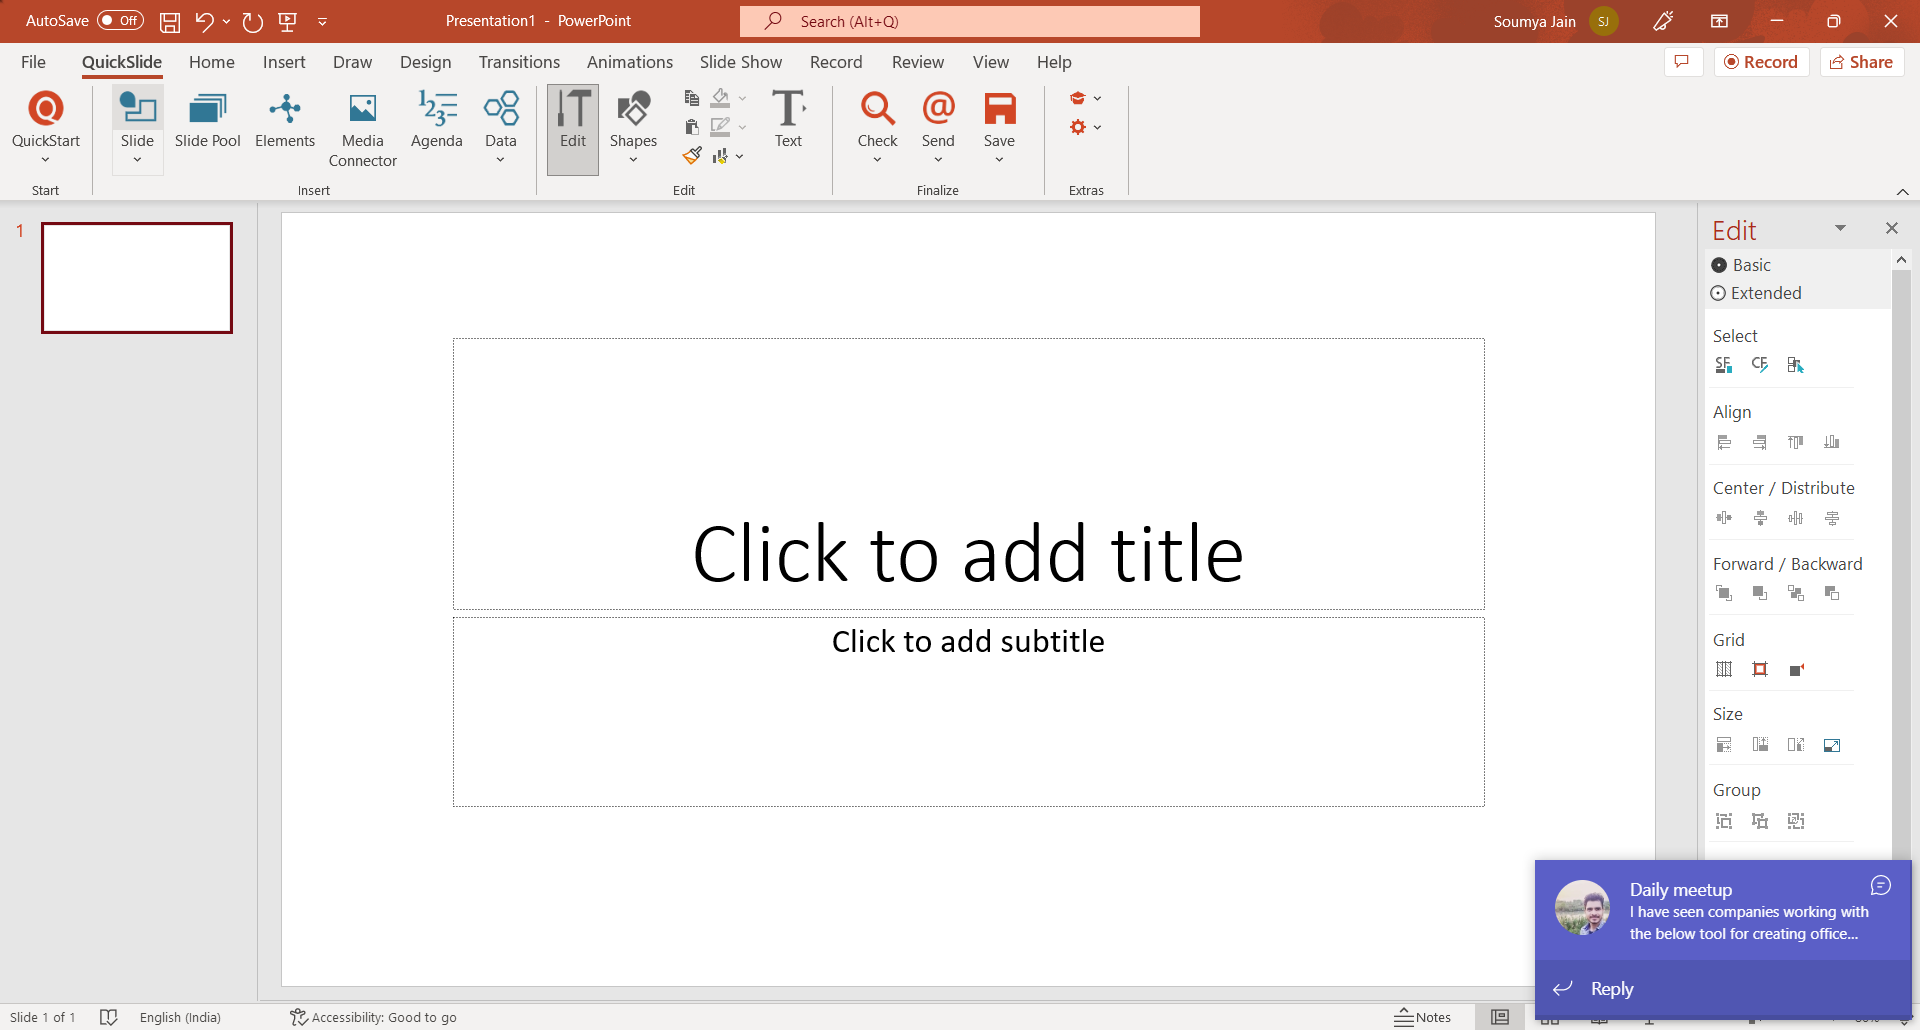 AutoSave Off Presentation1 - PowerPoint Search (Alt+Q) Soumya Jain SJ
File QuickSlide Home Insert Draw Design Transitions Animations Slide Show Record Review View Help Record Share
QuickStart Slide Slide Pool Elements Media Connector Agenda Data Edit Shapes Text Check Send Save
Start Insert Edit Finalize Extras
1
Click to add title
Click to add subtitle
Edit
Basic
Extended
Select
SF CF
Align
Center / Distribute
Forward / Backward
Grid
Size
Group
Daily meetup
I have seen companies working with
the below tool for creating office...
Reply
Slide 1 of 1 English (India) Accessibility: Good to go Notes